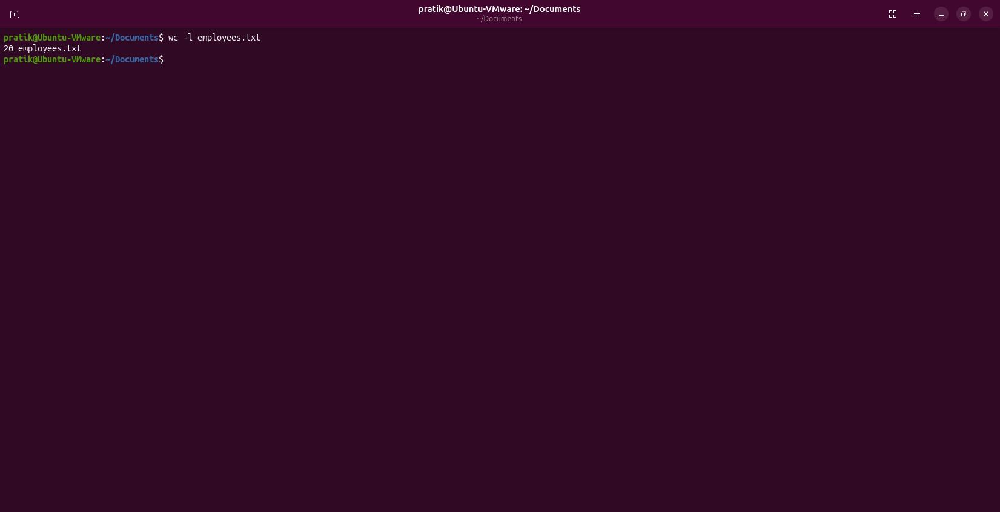 pratik@Ubuntu-VMware: ~/Documents
~/Documents
pratik@Ubuntu-VMware:~/Documents$ wc -l employees.txt
20 employees.txt
pratik@Ubuntu-VMware:~/Documents$